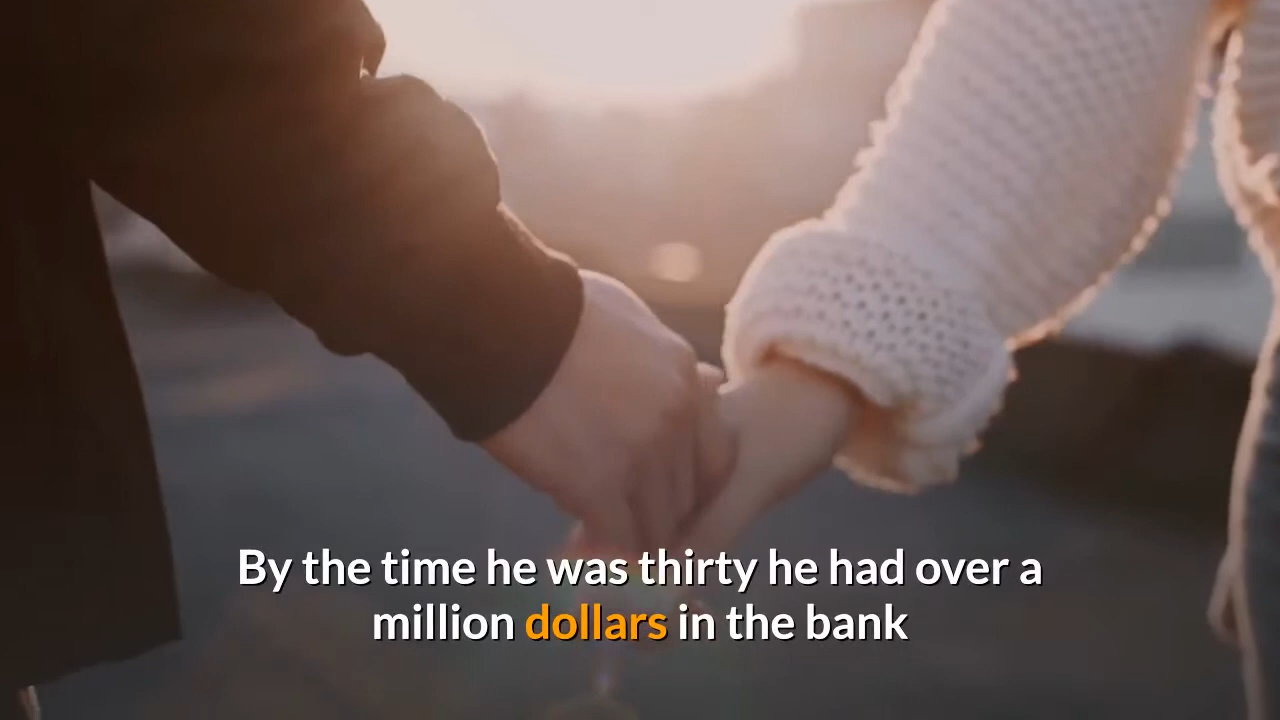 By the time he was thirty he had over a
million dollars in the bank